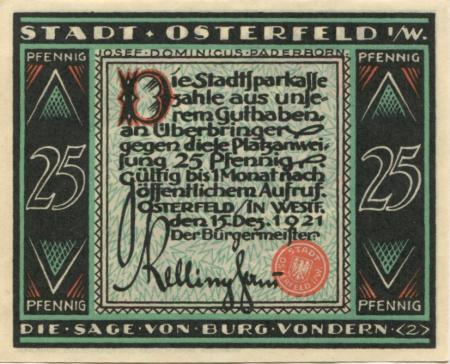 STADT · OSTERFELD I/W.
PFENNIG
PFENNIG
JOSEF · DOMINICUS · PADERBORN
Die Stadtsparkasse
zahle aus unse-
rem Guthaben,
an Überbringer
gegen diese Platzanwei-
sung 25 Pfennig
Gültig bis 1 Monat nach
öffentlichem Aufruf.
OSTERFELD / IN WESTF.
den 15. Dez. 1921
Der Bürgermeister
25
25
STADT
OSTERFELD I.W.
PFENNIG
PFENNIG
DIE · SAGE · VON · BURG · VONDERN · <2>